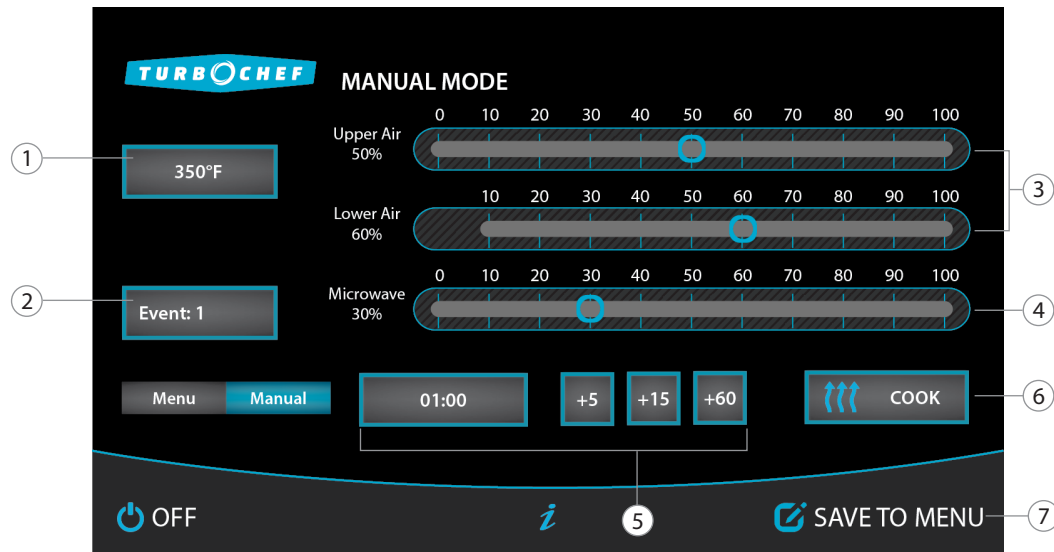 TURBOCHEF
MANUAL MODE
0 10 20 30 40 50 60 70 80 90 100
Upper Air
50%
1
350°F
3
10 20 30 40 50 60 70 80 90 100
Lower Air
60%
0 10 20 30 40 50 60 70 80 90 100
Microwave
30%
2
Event: 1
4
Menu Manual
01:00
+5 +15 +60
COOK
6
OFF
i
5
SAVE TO MENU
7